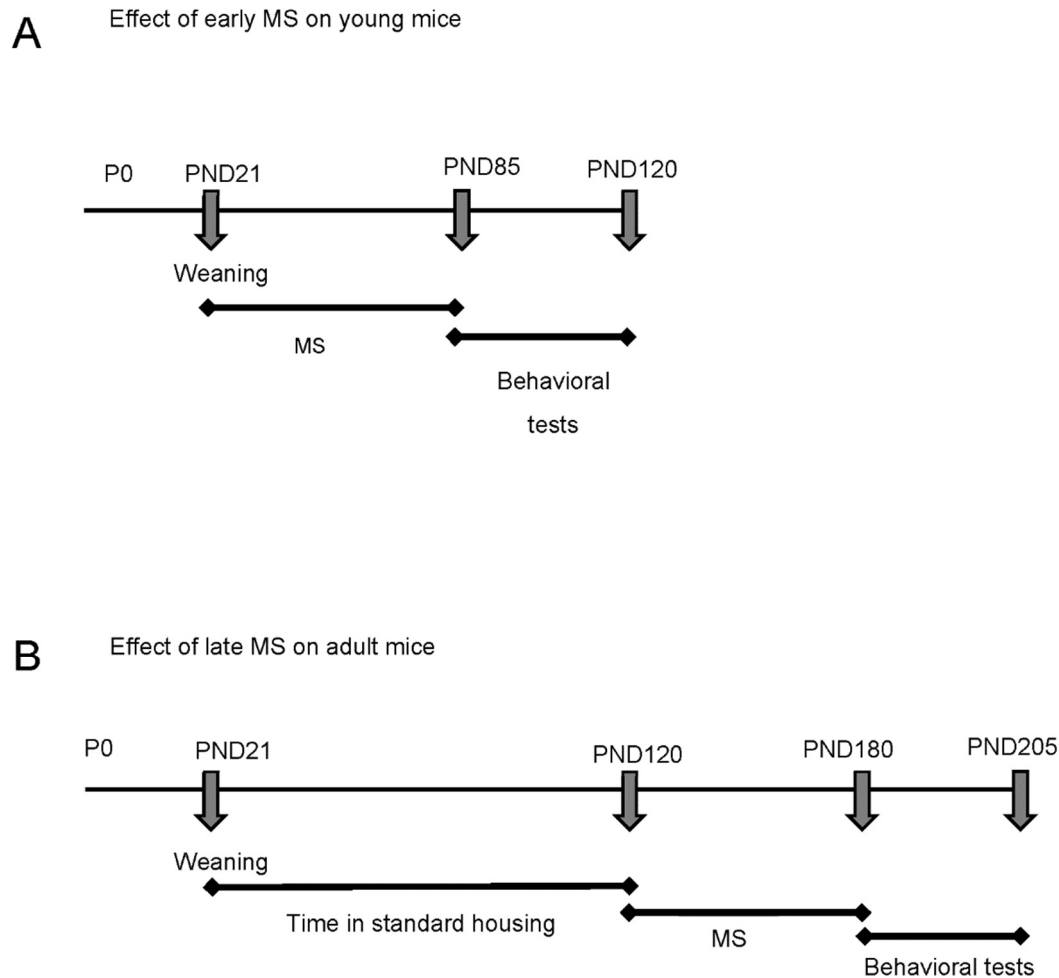 A
Effect of early MS on young mice
P0
PND21
PND85
PND120
Weaning
MS
Behavioral
tests
B
Effect of late MS on adult mice
P0
PND21
PND120
PND180
PND205
Weaning
Time in standard housing
MS
Behavioral tests